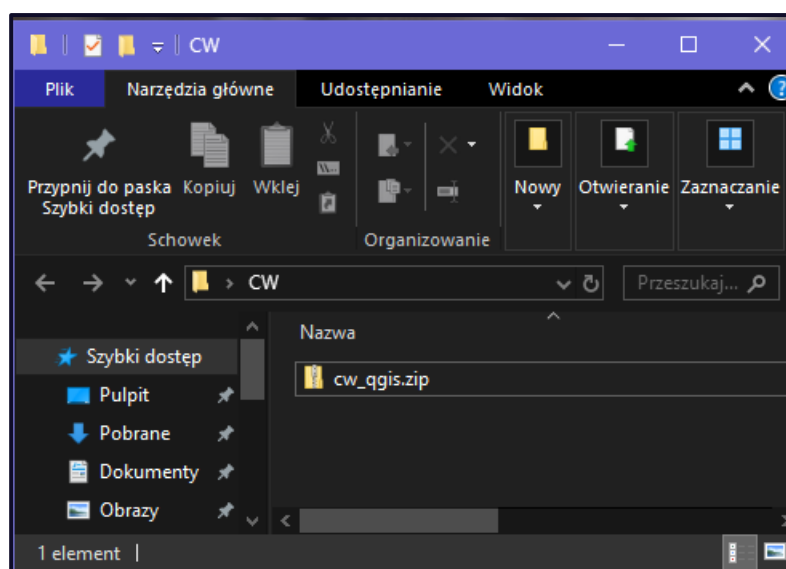 CW
Plik Narzędzia główne Udostępnianie Widok
Przypnij do paska Kopiuj Wklej Nowy Otwieranie Zaznaczanie
Szybki dostęp
Schowek Organizowanie
CW Przeszukaj...
Nazwa
Szybki dostęp
cw_qgis.zip
Pulpit
Pobrane
Dokumenty
Obrazy
1 element